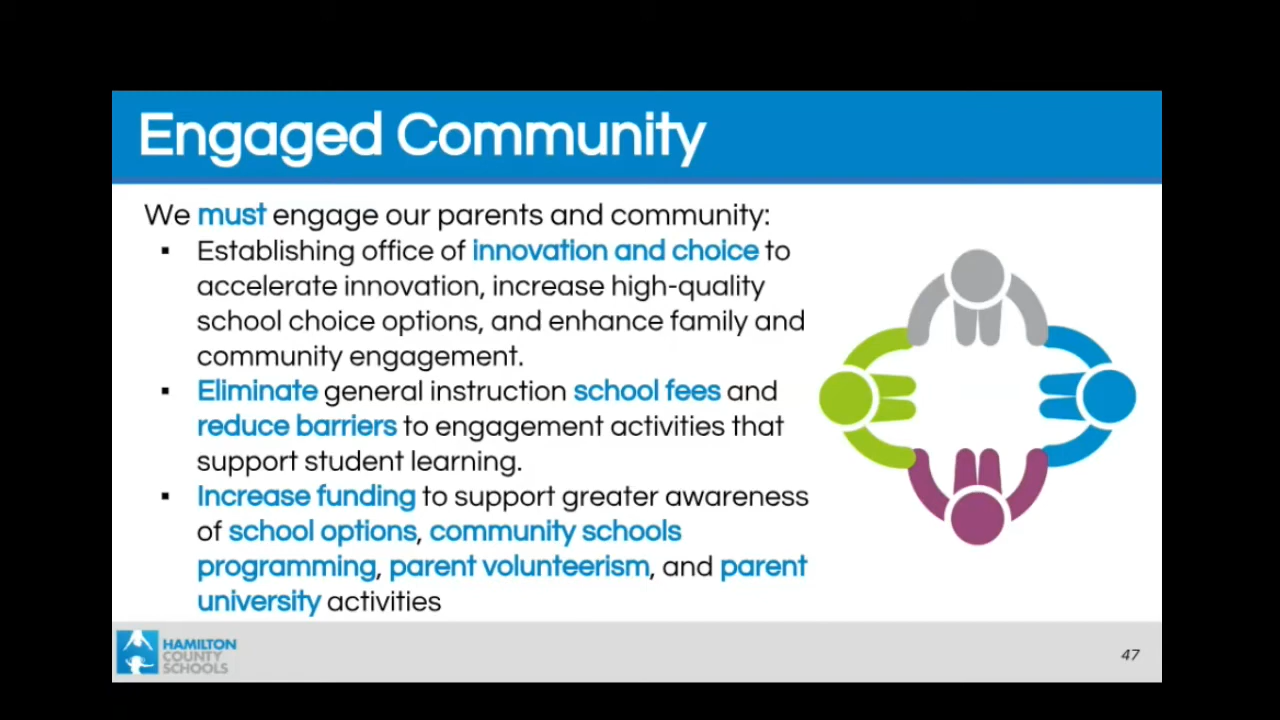 Engaged Community
We must engage our parents and community:
▪ Establishing office of innovation and choice to
accelerate innovation, increase high-quality
school choice options, and enhance family and
community engagement.
▪ Eliminate general instruction school fees and
reduce barriers to engagement activities that
support student learning.
▪ Increase funding to support greater awareness
of school options, community schools
programming, parent volunteerism, and parent
university activities
HAMILTON
COUNTY
SCHOOLS
47